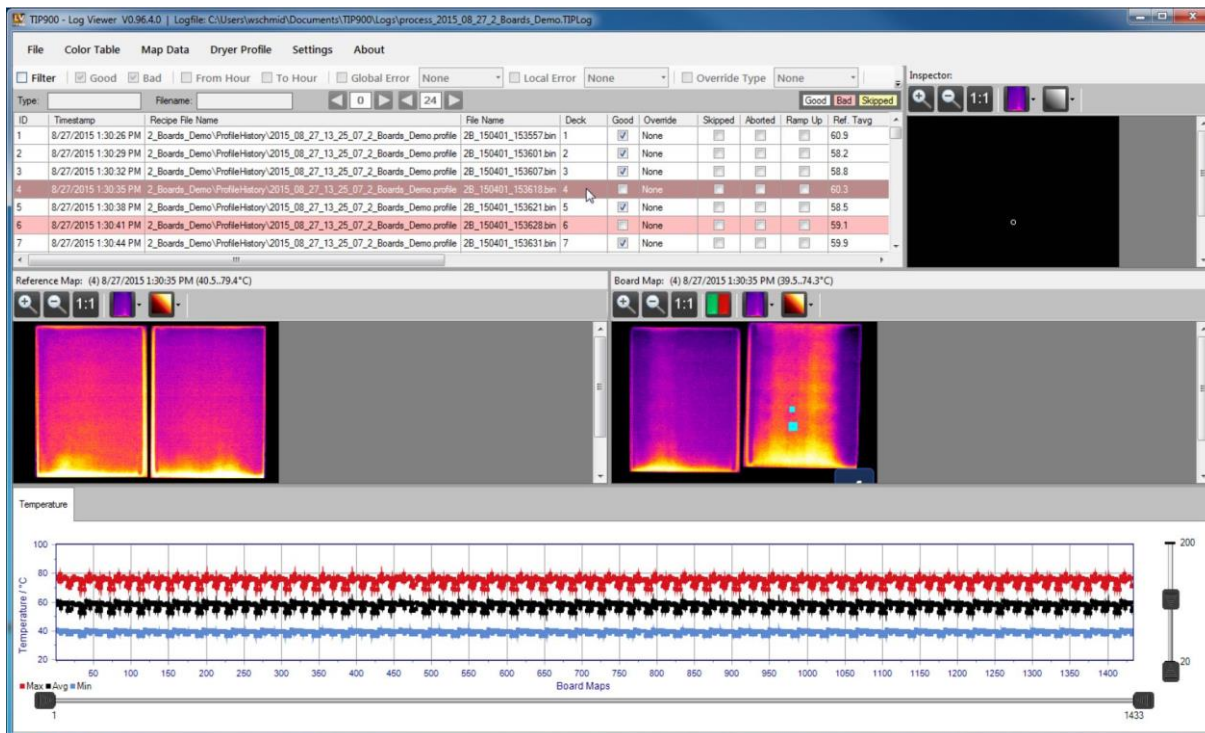 TIP900 - Log Viewer V0.96.4.0 | Logfile: C:\Users\wschmid\Documents\TIP900\Logs\process_2015_08_27_2_Boards_Demo.TIPLog
File Color Table Map Data Dryer Profile Settings About
Filter Good Bad From Hour To Hour Global Error None Local Error None Override Type None
Inspector:
Type: Filename: 0 24 Good Bad Skipped
1:1
ID Timestamp Recipe File Name File Name Deck Good Override Skipped Aborted Ramp Up Ref. Tavg
1 8/27/2015 1:30:26 PM 2_Boards_Demo\ProfileHistory\2015_08_27_13_25_07_2_Boards_Demo.profile 2B_150401_153557.bin 1 None 60.9
2 8/27/2015 1:30:29 PM 2_Boards_Demo\ProfileHistory\2015_08_27_13_25_07_2_Boards_Demo.profile 2B_150401_153601.bin 2 None 58.2
3 8/27/2015 1:30:32 PM 2_Boards_Demo\ProfileHistory\2015_08_27_13_25_07_2_Boards_Demo.profile 2B_150401_153607.bin 3 None 58.8
4 8/27/2015 1:30:35 PM 2_Boards_Demo\ProfileHistory\2015_08_27_13_25_07_2_Boards_Demo.profile 2B_150401_153618.bin 4 None 60.3
5 8/27/2015 1:30:38 PM 2_Boards_Demo\ProfileHistory\2015_08_27_13_25_07_2_Boards_Demo.profile 2B_150401_153621.bin 5 None 58.5
6 8/27/2015 1:30:41 PM 2_Boards_Demo\ProfileHistory\2015_08_27_13_25_07_2_Boards_Demo.profile 2B_150401_153628.bin 6 None 59.1
7 8/27/2015 1:30:44 PM 2_Boards_Demo\ProfileHistory\2015_08_27_13_25_07_2_Boards_Demo.profile 2B_150401_153631.bin 7 None 59.9
Reference Map: (4) 8/27/2015 1:30:35 PM (40.5..79.4°C)
1:1
Board Map: (4) 8/27/2015 1:30:35 PM (39.5..74.3°C)
1:1
Temperature
Temperature / °C
100
80
60
40
20
50 100 150 200 250 300 350 400 450 500 550 600 650 700 750 800 850 900 950 1000 1050 1100 1150 1200 1250 1300 1350 1400
Max Avg Min
Board Maps
200
20
1 1433